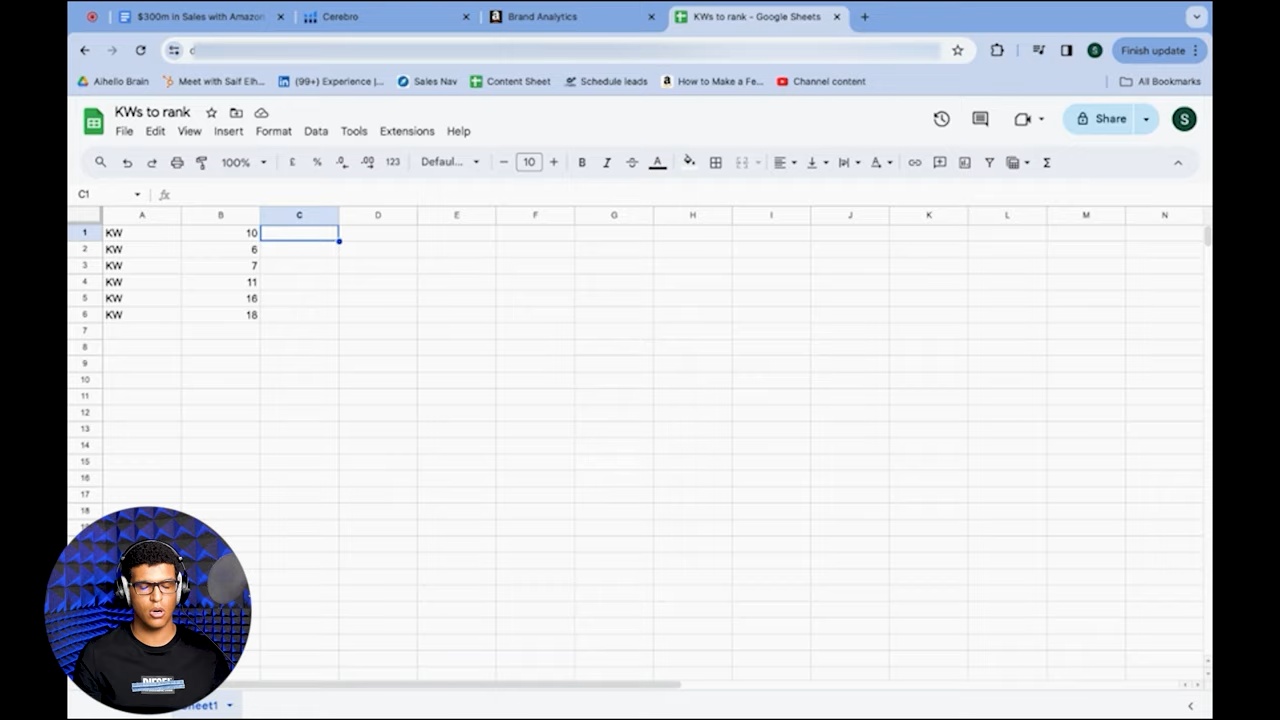 $300m in Sales with Amazon
Cerebro
Brand Analytics
KWs to rank - Google Sheets
Finish update
S
Aihello Brain
Meet with Saif Elh...
(99+) Experience |...
Sales Nav
Content Sheet
Schedule leads
How to Make a Fe...
Channel content
All Bookmarks
KWs to rank
File Edit View Insert Format Data Tools Extensions Help
Share
S
100% £ % .0 .00 123 Defaul... 10 B I A
C1 fx
A B C D E F G H I J K L M N
1 KW 10
2 KW 6
3 KW 7
4 KW 11
5 KW 16
6 KW 18
7
8
9
10
11
12
13
14
15
16
17
18
DIESEL